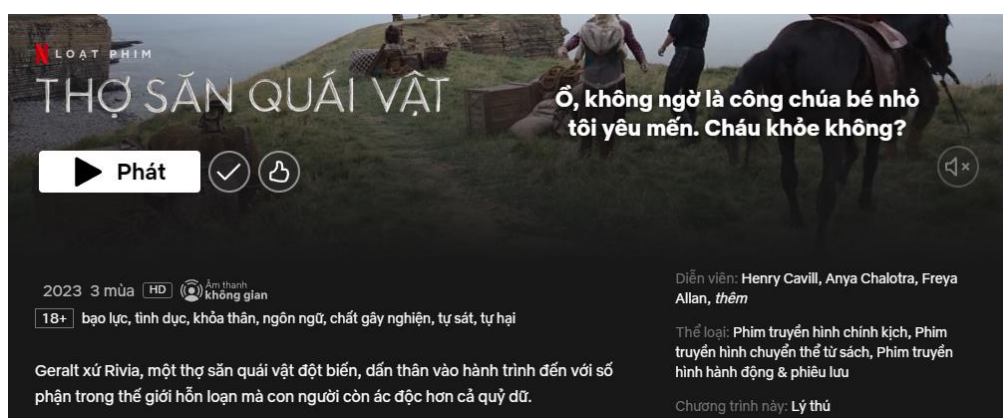 N LOẠT PHIM
THỢ SĂN QUÁI VẬT
Ồ, không ngờ là công chúa bé nhỏ
tôi yêu mến. Cháu khỏe không?
Phát
2023 3 mùa HD Âm thanh không gian
18+ bạo lực, tình dục, khỏa thân, ngôn ngữ, chất gây nghiện, tự sát, tự hại
Geralt xứ Rivia, một thợ săn quái vật đột biến, dấn thân vào hành trình đến với số
phận trong thế giới hỗn loạn mà con người còn ác độc hơn cả quỷ dữ.
Diễn viên: Henry Cavill, Anya Chalotra, Freya
Allan, thêm
Thể loại: Phim truyền hình chính kịch, Phim
truyền hình chuyển thể từ sách, Phim truyền
hình hành động & phiêu lưu
Chương trình này: Lý thú